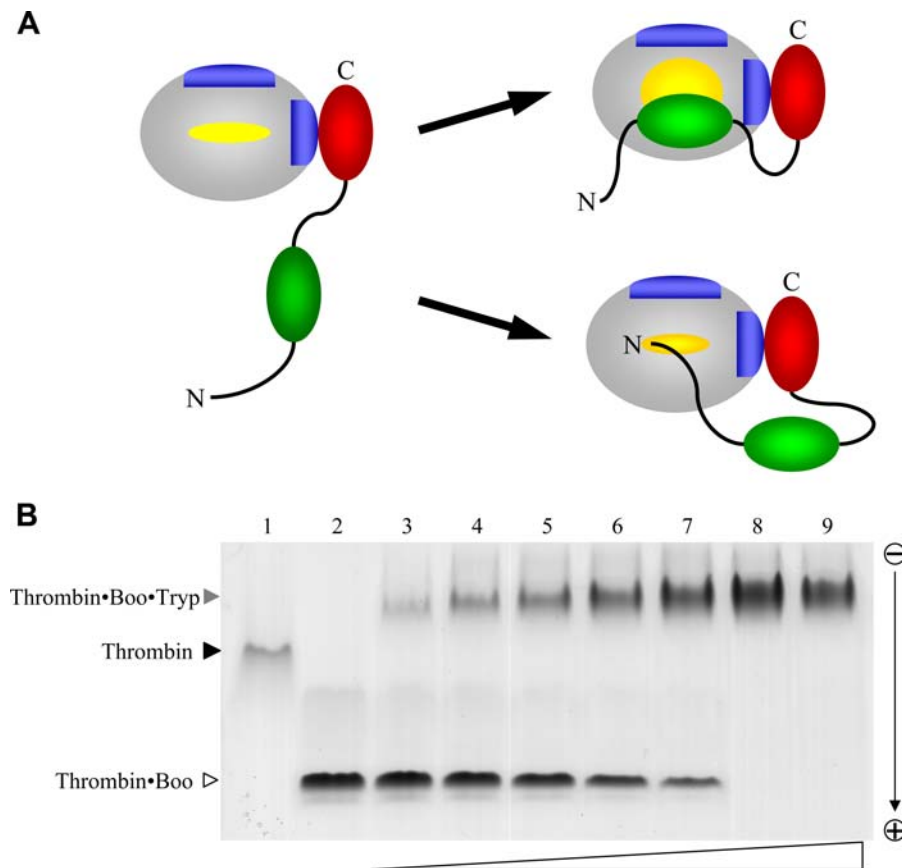 A
C
N
C
N
C
N
B
1 2 3 4 5 6 7 8 9
Thrombin•Boo•Tryp
Thrombin
Thrombin•Boo
−
+